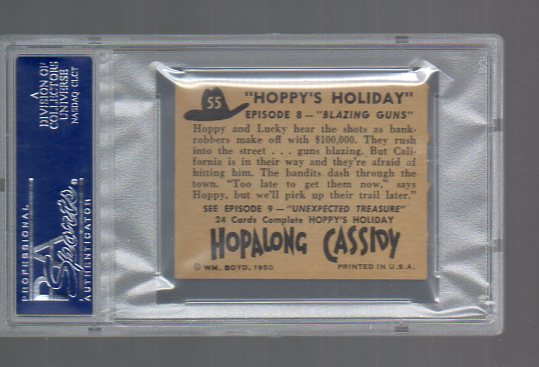 55
"HOPPY'S HOLIDAY"
EPISODE 8 — "BLAZING GUNS"
Hoppy and Lucky hear the shots as bank-
robbers make off with $100,000. They rush
into the street . . . guns blazing. But Cali-
fornia is in their way and they're afraid of
hitting him. The bandits dash through the
town. "Too late to get them now," says
Hoppy, but we'll pick up their trail later."
SEE EPISODE 9 — "UNEXPECTED TREASURE"
24 Cards Complete HOPPY'S HOLIDAY
HOPALONG CASSIDY
© WM. BOYD, 1950
PRINTED IN U.S.A.
A
DIVISION OF
COLLECTORS
UNIVERSE
NASDAQ CLCT
PROFESSIONAL
PSA
Sports
AUTHENTICATOR